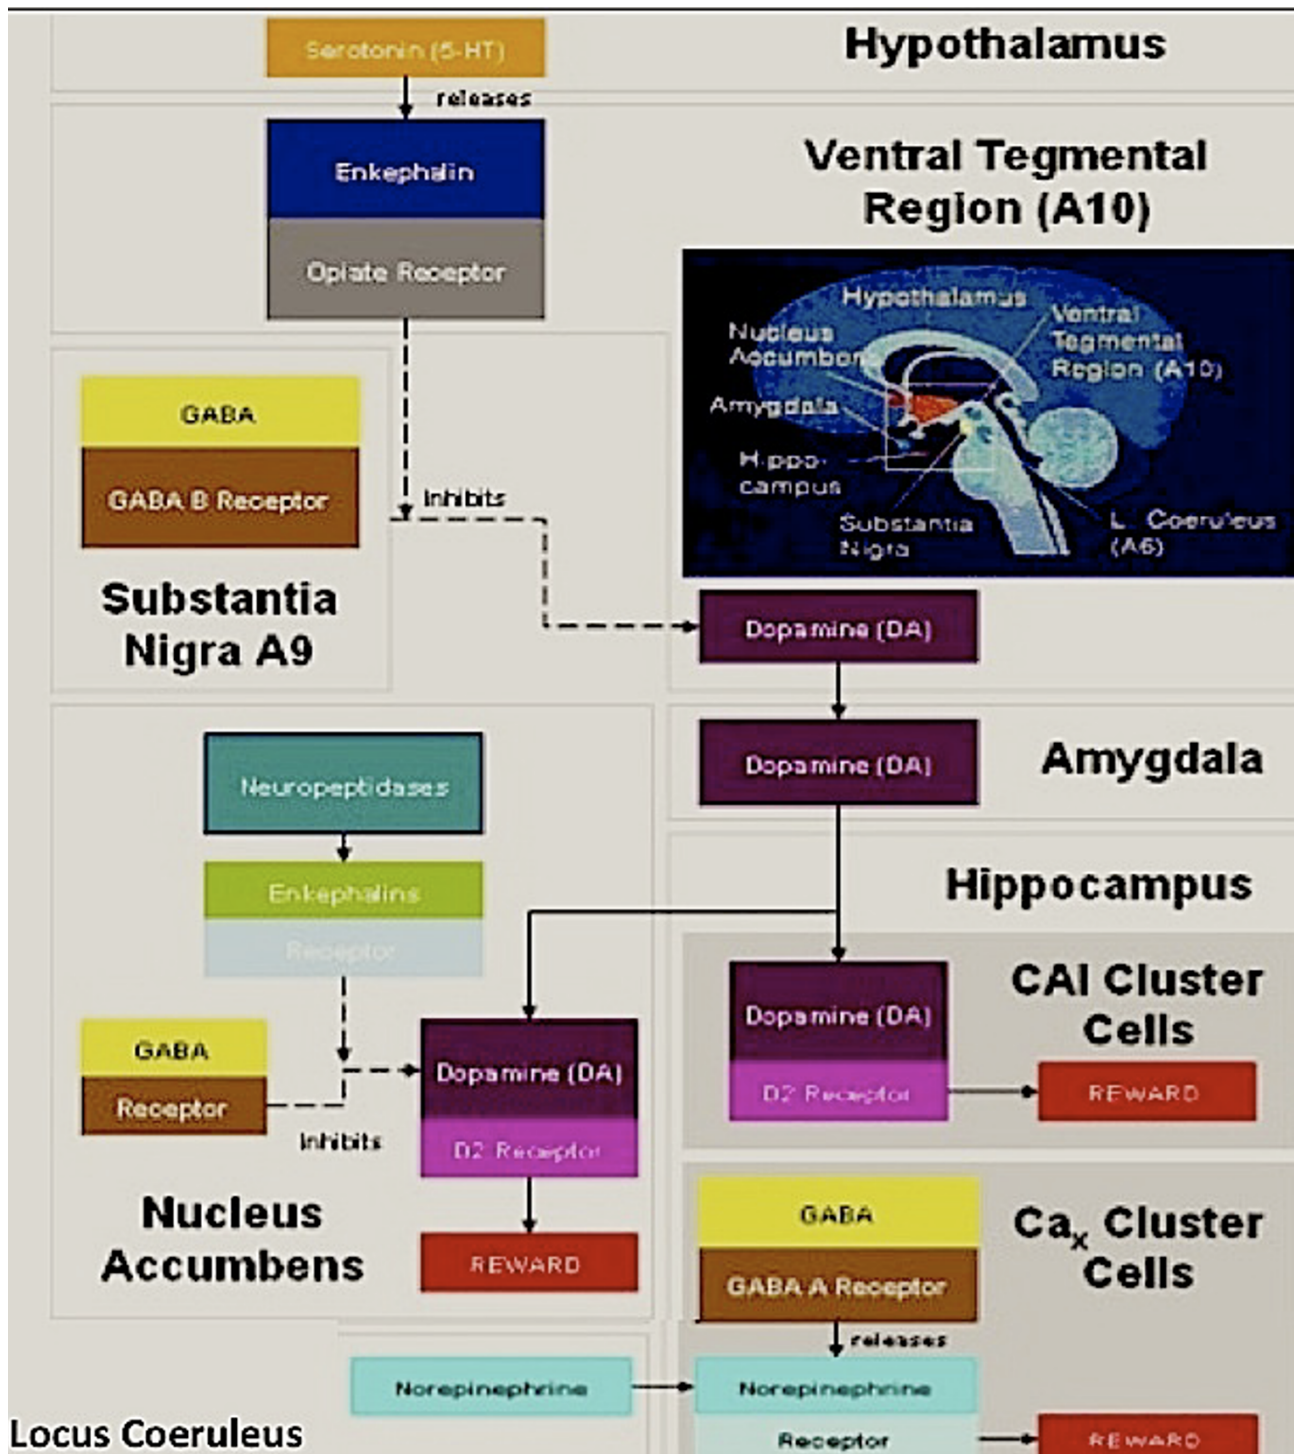 Serotonin (5-HT)
Hypothalamus
releases
Enkephalin
Opiate Receptor
Ventral Tegmental
Region (A10)
Hypothalamus
Nucleus
Accumbens
Ventral
Tegmental
Region (A10)
Amygdala
Hippo-
campus
Substantia
Nigra
L. Coeruleus
(A6)
GABA
GABA B Receptor
Inhibits
Substantia
Nigra A9
Dopamine (DA)
Dopamine (DA)
Amygdala
Neuropeptidases
Enkephalins
Receptor
Hippocampus
GABA
Receptor
Inhibits
Dopamine (DA)
D2 Receptor
REWARD
Nucleus
Accumbens
Dopamine (DA)
D2 Receptor
CAI Cluster
Cells
REWARD
GABA
GABA A Receptor
Cax Cluster
Cells
releases
Norepinephrine
Norepinephrine
Receptor
REWARD
Locus Coeruleus